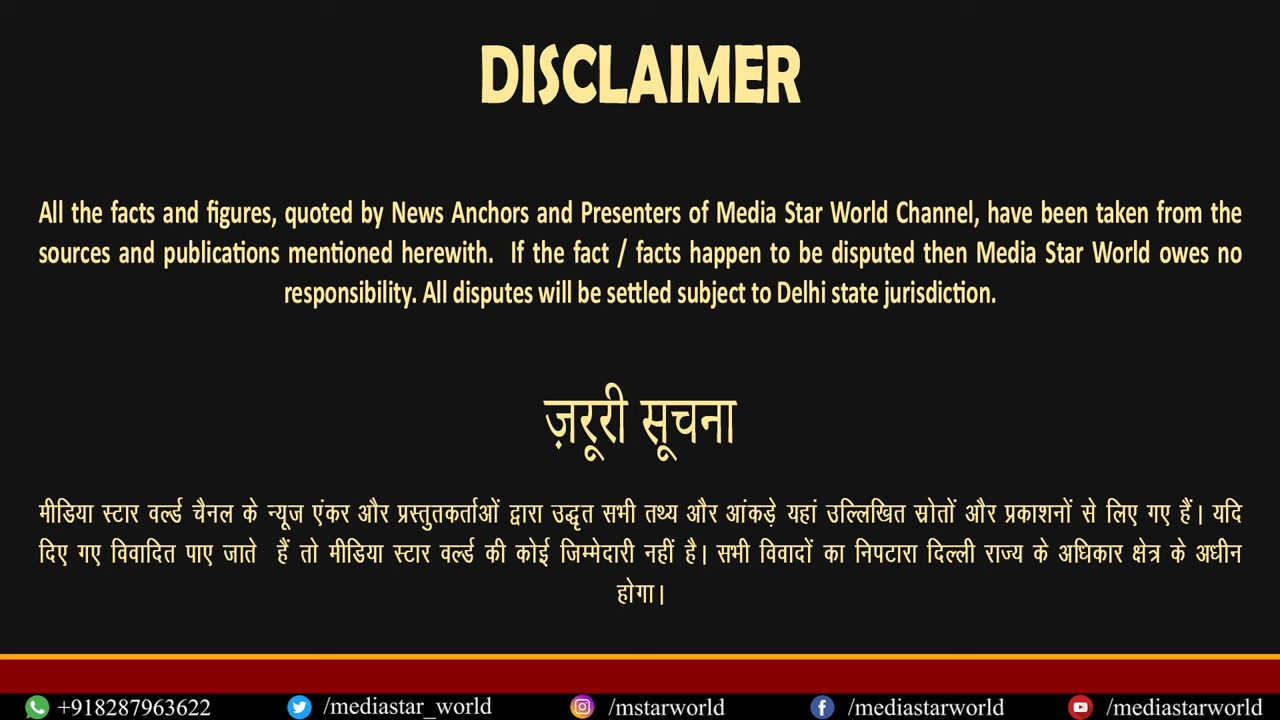 DISCLAIMER
All the facts and figures, quoted by News Anchors and Presenters of Media Star World Channel, have been taken from the
sources and publications mentioned herewith. If the fact / facts happen to be disputed then Media Star World owes no
responsibility. All disputes will be settled subject to Delhi state jurisdiction.
ज़रूरी सूचना
मीडिया स्टार वर्ल्ड चैनल के न्यूज एंकर और प्रस्तुतकर्ताओं द्वारा उद्धृत सभी तथ्य और आंकड़े यहां उल्लिखित स्रोतों और प्रकाशनों से लिए गए हैं। यदि
दिए गए विवादित पाए जाते हैं तो मीडिया स्टार वर्ल्ड की कोई जिम्मेदारी नहीं है। सभी विवादों का निपटारा दिल्ली राज्य के अधिकार क्षेत्र के अधीन
होगा।
+918287963622 /mediastar_world /mstarworld /mediastarworld /mediastarworld